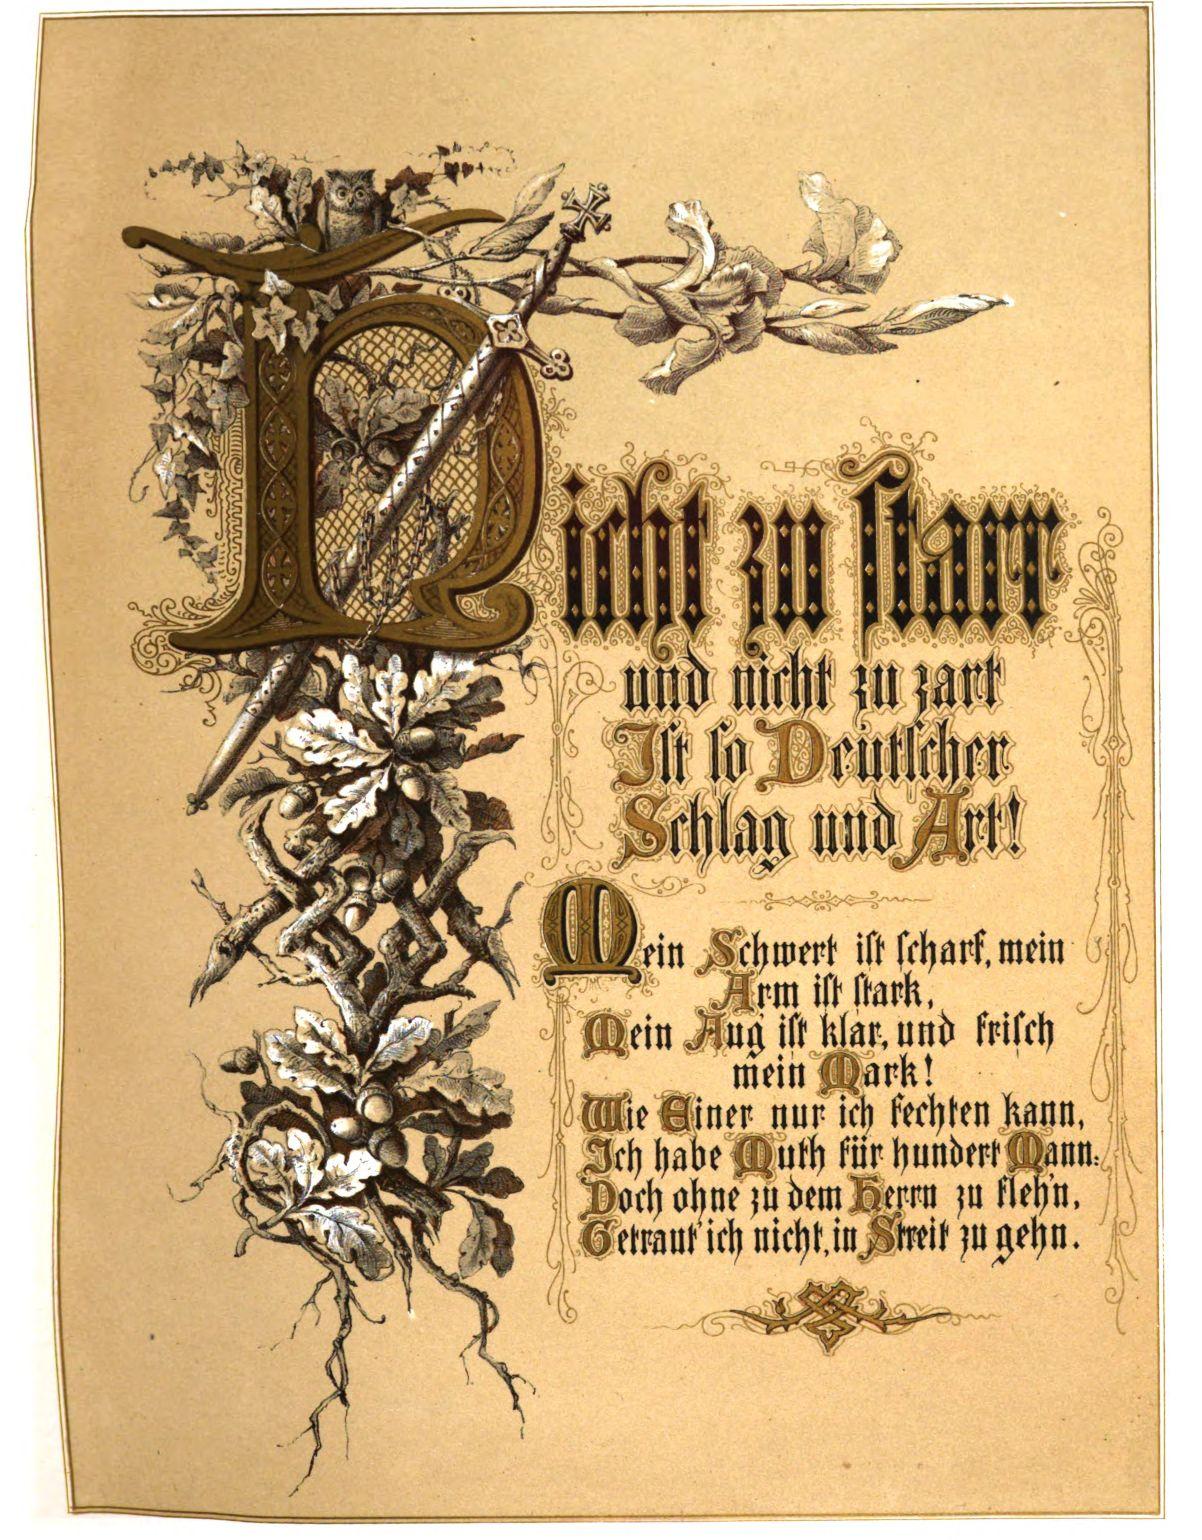 Nicht zu starr
und nicht zu zart
Ist so Deutscher
Schlag und Art!
Mein Schwert ist scharf, mein
Arm ist stark,
Mein Aug ist klar, und frisch
mein Mark!
Wie Einer nur ich fechten kann,
Ich habe Muth für hundert Mann:
Doch ohne zu dem Herrn zu fleh'n,
Getraut' ich nicht, in Streit zu gehn.